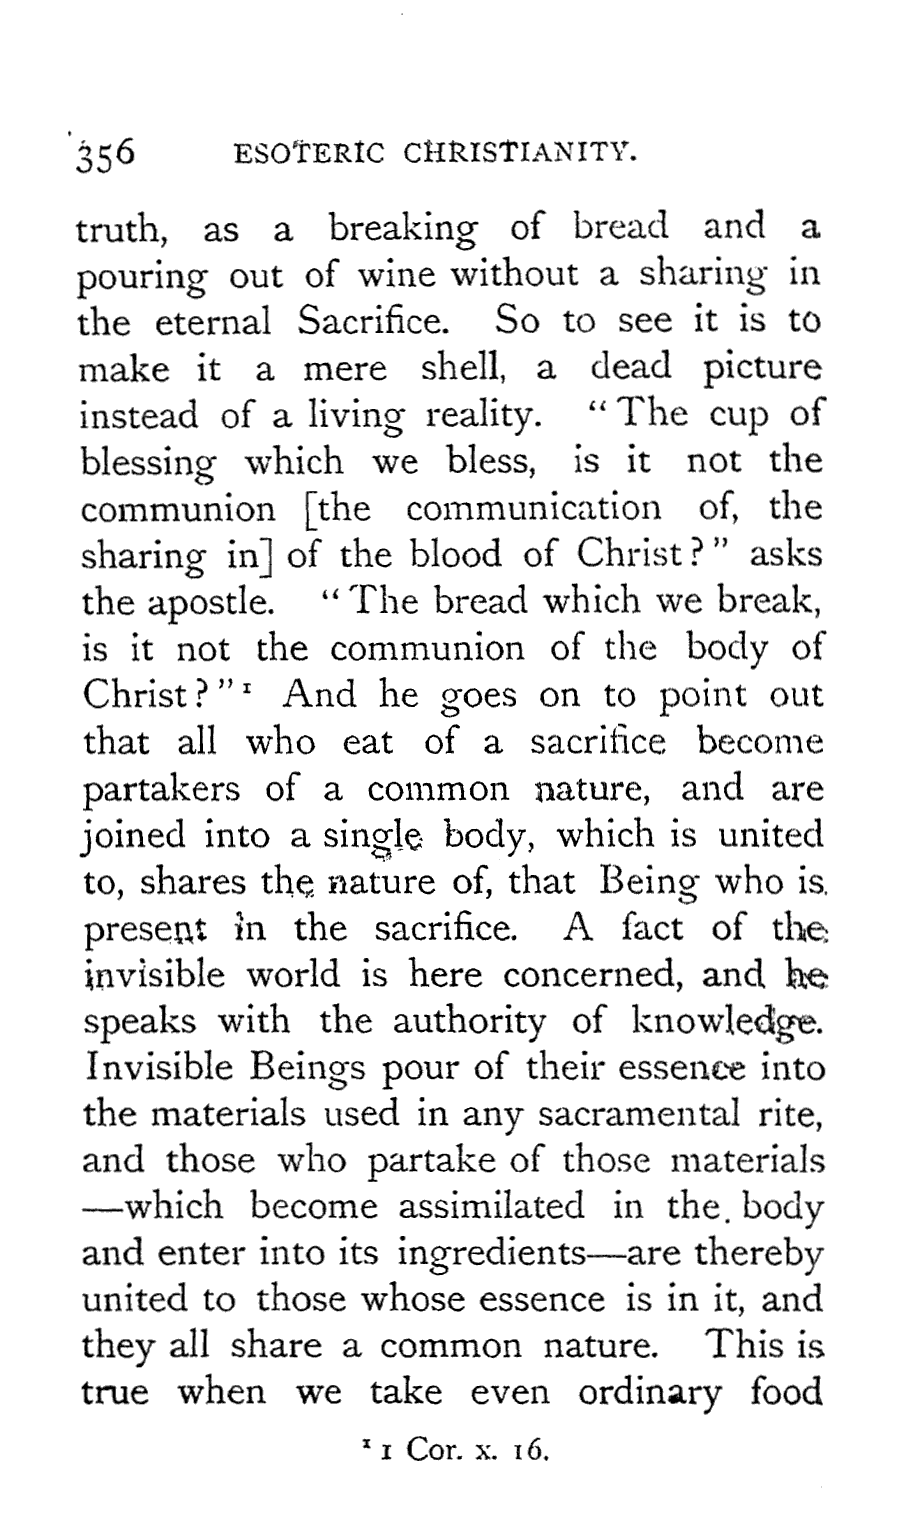 356 ESOTERIC CHRISTIANITY.
truth, as a breaking of bread and a
pouring out of wine without a sharing in
the eternal Sacrifice. So to see it is to
make it a mere shell, a dead picture
instead of a living reality. “The cup of
blessing which we bless, is it not the
communion [the communication of, the
sharing in] of the blood of Christ?” asks
the apostle. “The bread which we break,
is it not the communion of the body of
Christ?”¹ And he goes on to point out
that all who eat of a sacrifice become
partakers of a common nature, and are
joined into a single body, which is united
to, shares the nature of, that Being who is
present in the sacrifice. A fact of the
invisible world is here concerned, and he
speaks with the authority of knowledge.
Invisible Beings pour of their essence into
the materials used in any sacramental rite,
and those who partake of those materials
—which become assimilated in the body
and enter into its ingredients—are thereby
united to those whose essence is in it, and
they all share a common nature. This is
true when we take even ordinary food
¹ 1 Cor. x. 16.